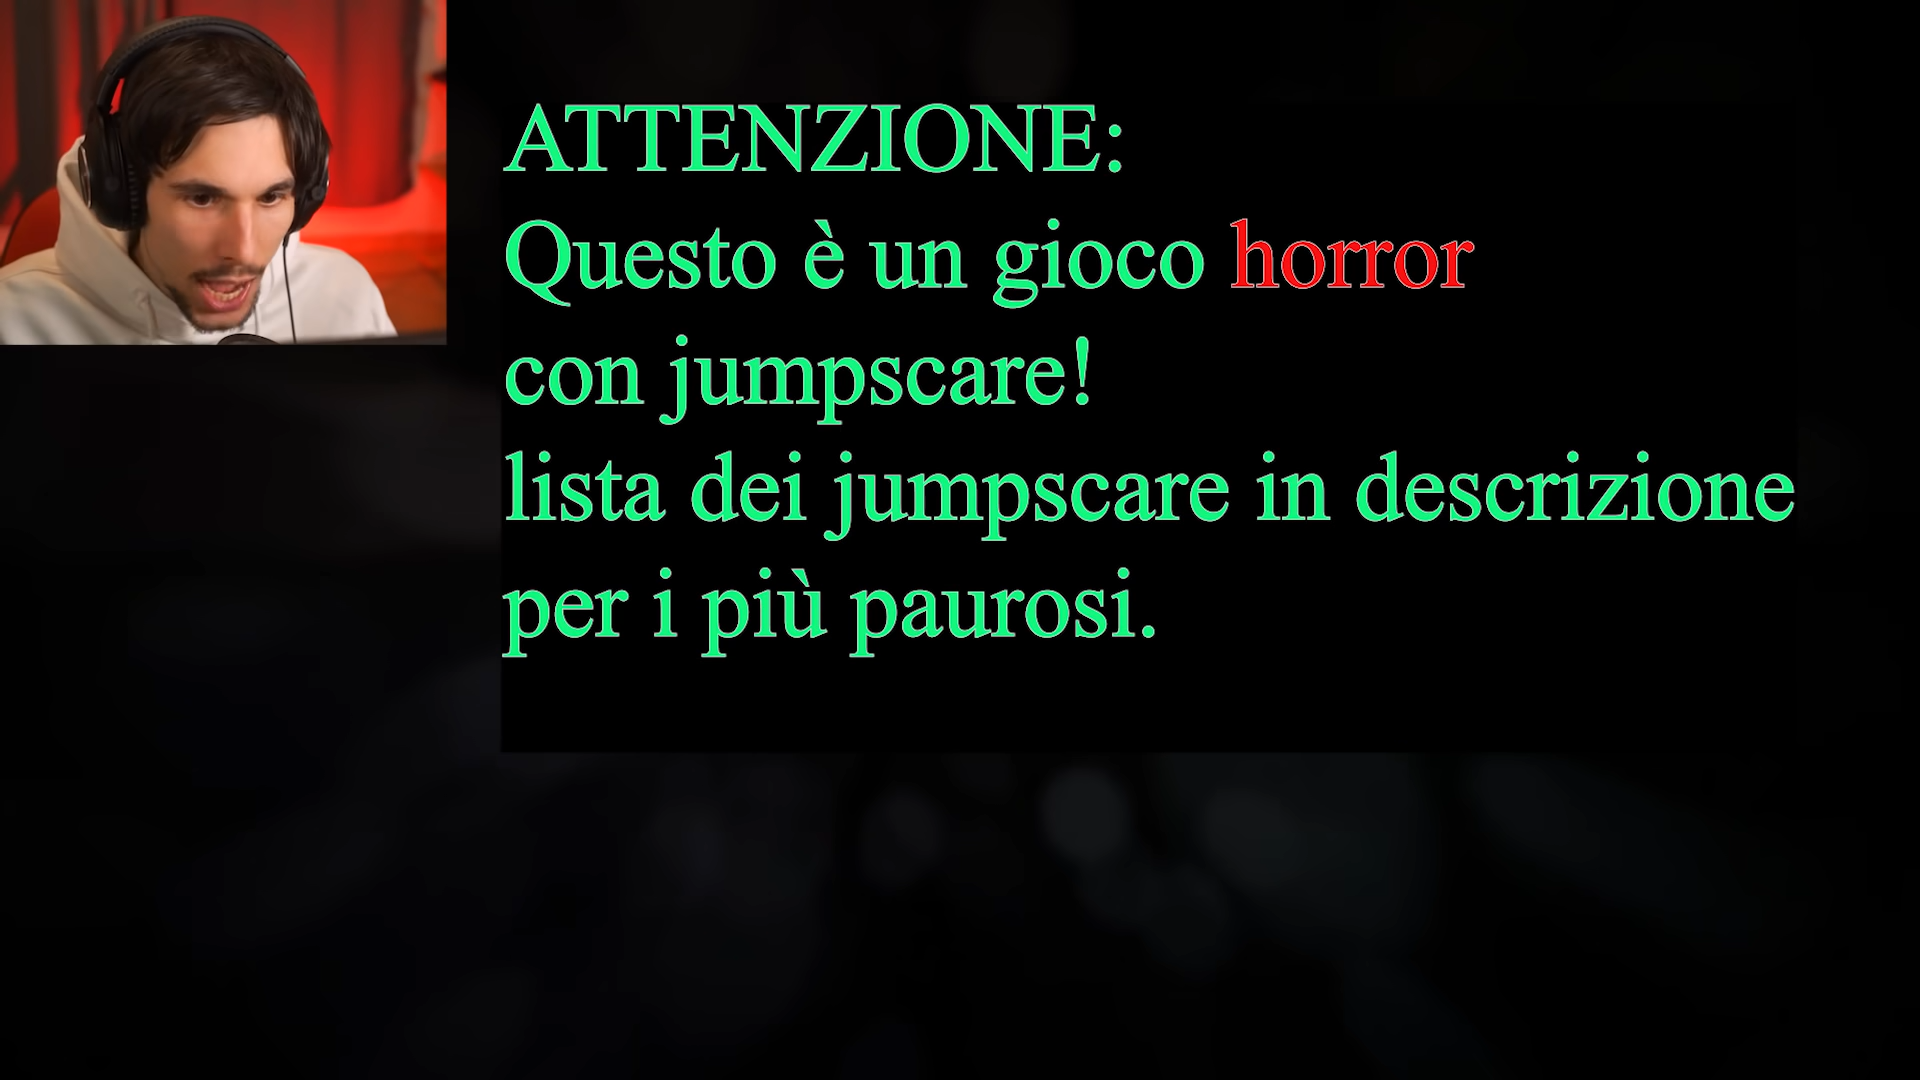 ATTENZIONE:
Questo è un gioco horror
con jumpscare!
lista dei jumpscare in descrizione
per i più paurosi.